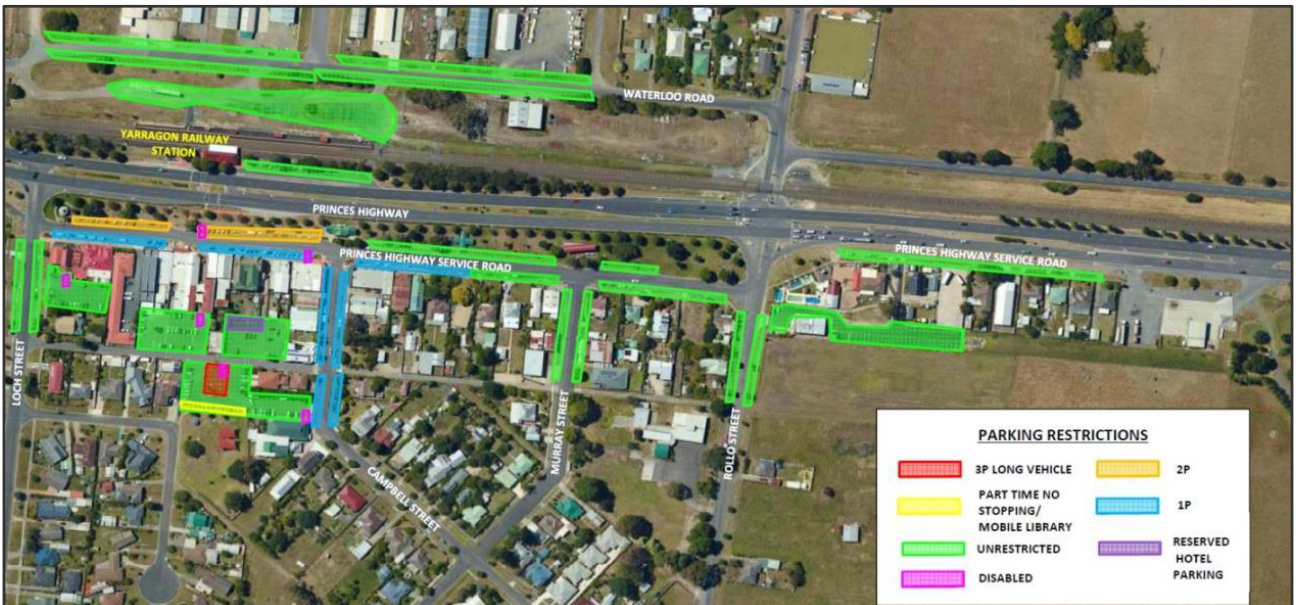 WATERLOO ROAD
YARRAGON RAILWAY
STATION
PRINCES HIGHWAY
PRINCES HIGHWAY SERVICE ROAD
PRINCES HIGHWAY SERVICE ROAD
LOCH STREET
CAMPBELL STREET
MURRAY STREET
ROLLO STREET
PARKING RESTRICTIONS
3P LONG VEHICLE
2P
PART TIME NO
STOPPING/
MOBILE LIBRARY
1P
UNRESTRICTED
RESERVED
HOTEL
PARKING
DISABLED